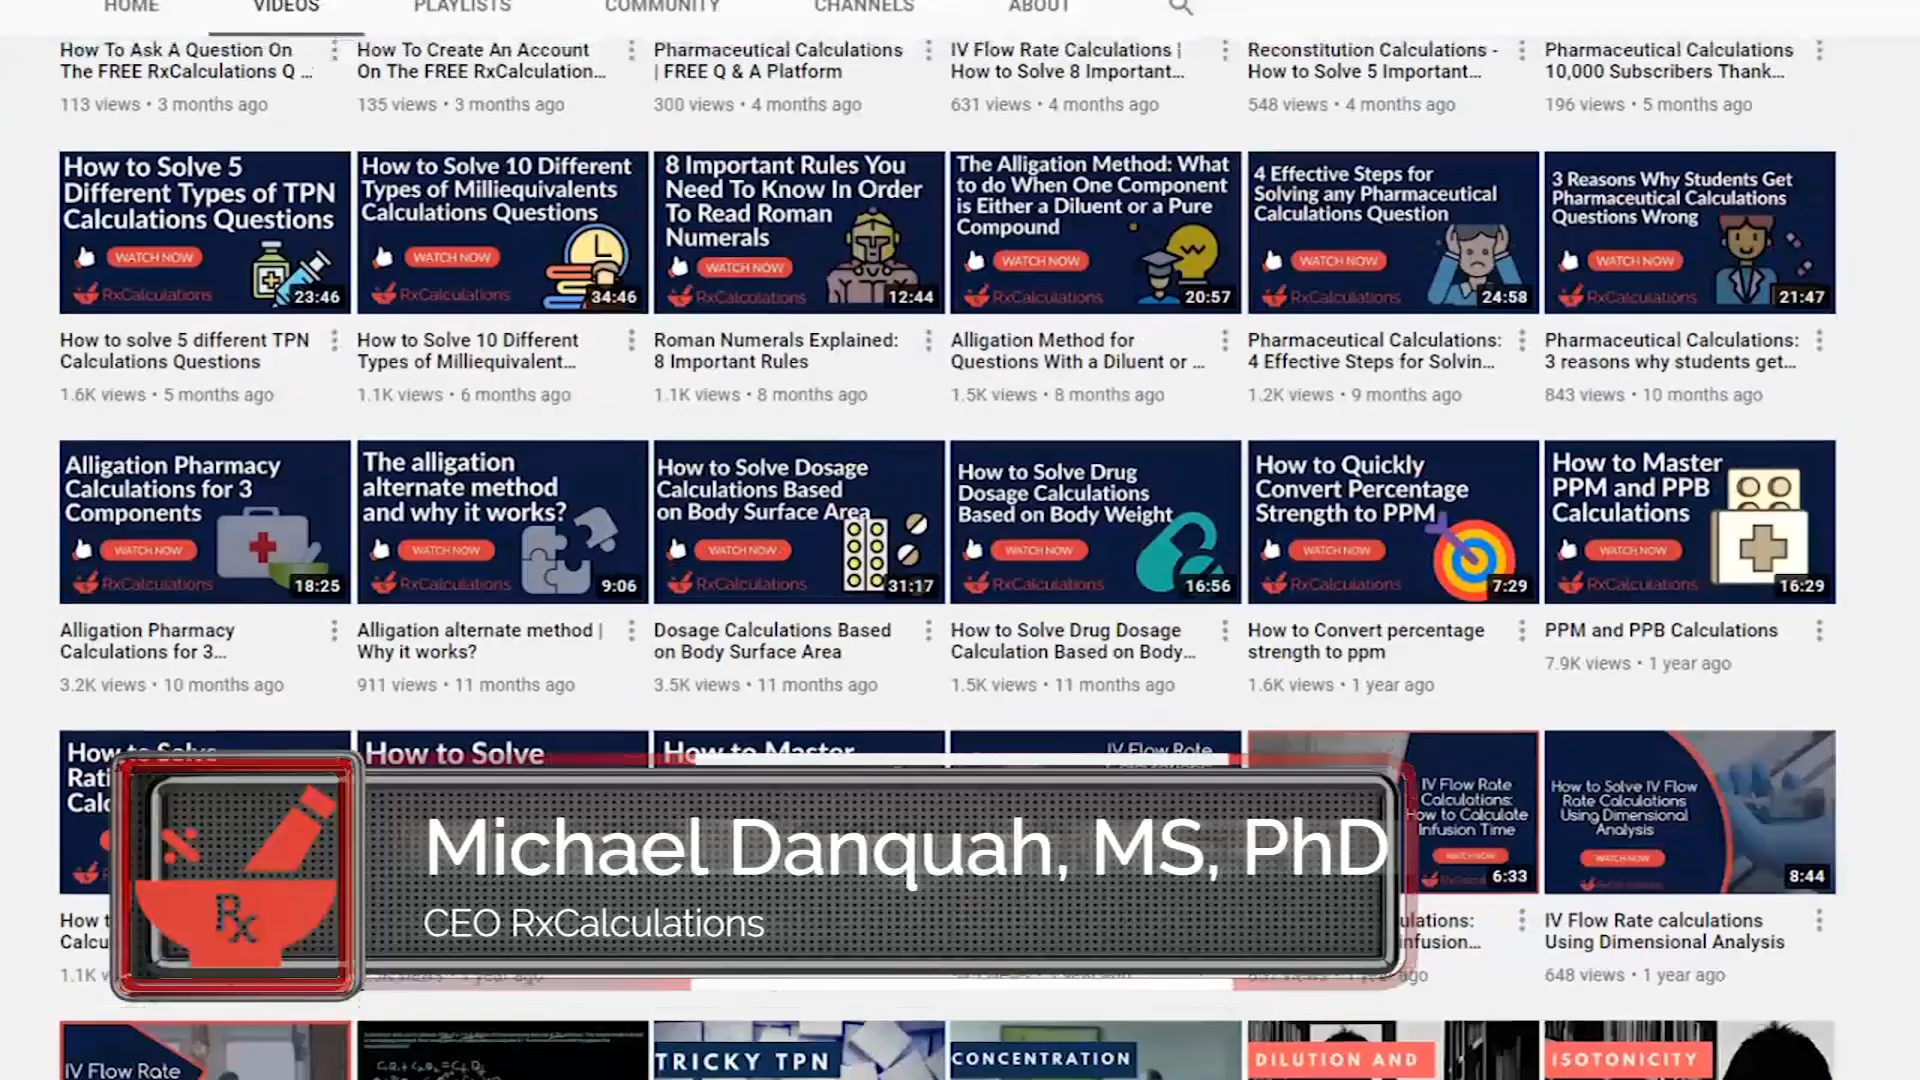 HOME VIDEOS PLAYLISTS COMMUNITY CHANNELS ABOUT
How To Ask A Question On
The FREE RxCalculations Q ...
113 views • 3 months ago
How To Create An Account
On The FREE RxCalculation...
135 views • 3 months ago
Pharmaceutical Calculations
| FREE Q & A Platform
300 views • 4 months ago
IV Flow Rate Calculations |
How to Solve 8 Important...
631 views • 4 months ago
Reconstitution Calculations -
How to Solve 5 Important...
548 views • 4 months ago
Pharmaceutical Calculations
10,000 Subscribers Thank...
196 views • 5 months ago
How to Solve 5
Different Types of TPN
Calculations Questions
WATCH NOW
RxCalculations
23:46
How to solve 5 different TPN
Calculations Questions
1.6K views • 5 months ago
How to Solve 10 Different
Types of Milliequivalents
Calculations Questions
WATCH NOW
RxCalculations
34:46
How to Solve 10 Different
Types of Milliequivalent...
1.1K views • 6 months ago
8 Important Rules You
Need To Know In Order
To Read Roman
Numerals
WATCH NOW
RxCalculations
12:44
Roman Numerals Explained:
8 Important Rules
1.1K views • 8 months ago
The Alligation Method: What
to do When One Component
is Either a Diluent or a Pure
Compound
WATCH NOW
RxCalculations
20:57
Alligation Method for
Questions With a Diluent or ...
1.5K views • 8 months ago
4 Effective Steps for
Solving any Pharmaceutical
Calculations Question
WATCH NOW
RxCalculations
24:58
Pharmaceutical Calculations:
4 Effective Steps for Solvin...
1.2K views • 9 months ago
3 Reasons Why Students Get
Pharmaceutical Calculations
Questions Wrong
WATCH NOW
RxCalculations
21:47
Pharmaceutical Calculations:
3 reasons why students get...
843 views • 10 months ago
Alligation Pharmacy
Calculations for 3
Components
WATCH NOW
RxCalculations
18:25
Alligation Pharmacy
Calculations for 3...
3.2K views • 10 months ago
The alligation
alternate method
and why it works?
WATCH NOW
RxCalculations
9:06
Alligation alternate method |
Why it works?
911 views • 11 months ago
How to Solve Dosage
Calculations Based
on Body Surface Area
WATCH NOW
RxCalculations
31:17
Dosage Calculations Based
on Body Surface Area
3.5K views • 11 months ago
How to Solve Drug
Dosage Calculations
Based on Body Weight
WATCH NOW
RxCalculations
16:56
How to Solve Drug Dosage
Calculation Based on Body...
1.5K views • 11 months ago
How to Quickly
Convert Percentage
Strength to PPM
WATCH NOW
RxCalculations
7:29
How to Convert percentage
strength to ppm
1.6K views • 1 year ago
How to Master
PPM and PPB
Calculations
WATCH NOW
RxCalculations
16:29
PPM and PPB Calculations
7.9K views • 1 year ago
How to Solve
How to Solve
How to Master
IV Flow Rate
IV Flow Rate
Calculations:
How to Calculate
Infusion Time
WATCH NOW
6:33
How to Solve IV Flow
Rate Calculations
Using Dimensional
Analysis
WATCH NOW
RxCalculations
8:44
IV Flow Rate calculations
Using Dimensional Analysis
648 views • 1 year ago
Rx
Michael Danquah, MS, PhD
CEO RxCalculations
IV Flow Rate
TRICKY TPN
CONCENTRATION
DILUTION AND
ISOTONICITY